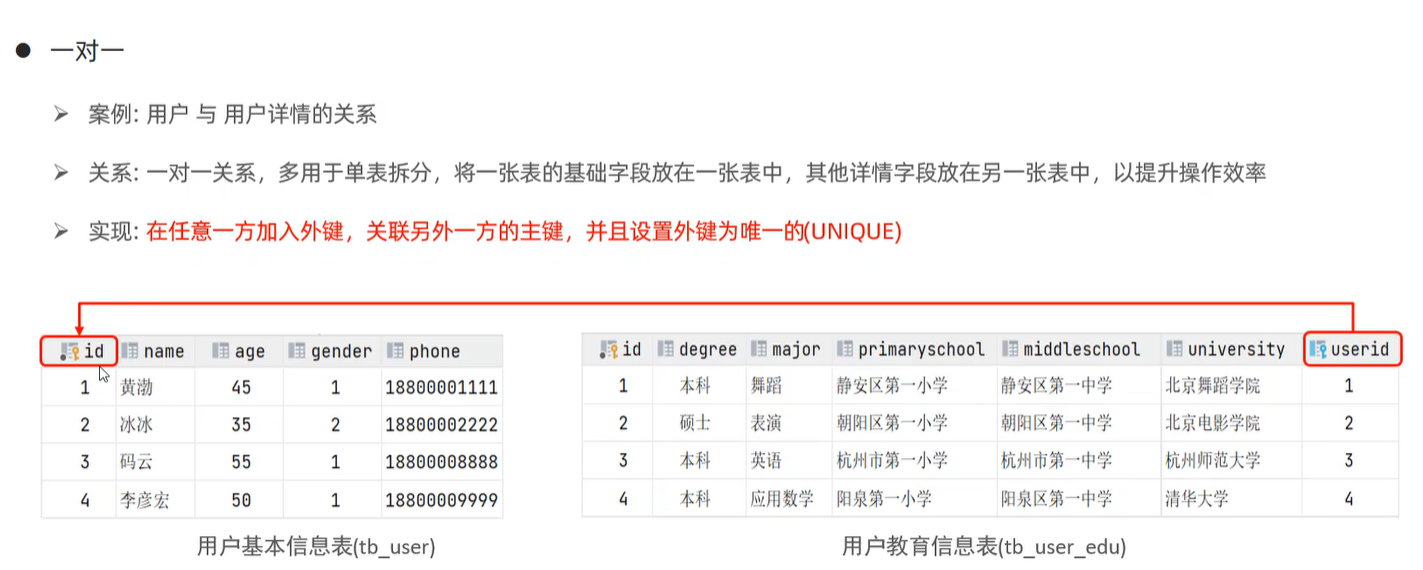 ● 一对一
➢ 案例: 用户 与 用户详情的关系
➢ 关系: 一对一关系，多用于单表拆分，将一张表的基础字段放在一张表中，其他详情字段放在另一张表中，以提升操作效率
➢ 实现: 在任意一方加入外键，关联另外一方的主键，并且设置外键为唯一的(UNIQUE)
id name age gender phone
1 黄渤 45 1 18800001111
2 冰冰 35 2 18800002222
3 码云 55 1 18800008888
4 李彦宏 50 1 18800009999
用户基本信息表(tb_user)
id degree major primaryschool middleschool university userid
1 本科 舞蹈 静安区第一小学 静安区第一中学 北京舞蹈学院 1
2 硕士 表演 朝阳区第一小学 朝阳区第一中学 北京电影学院 2
3 本科 英语 杭州市第一小学 杭州市第一中学 杭州师范大学 3
4 本科 应用数学 阳泉第一小学 阳泉区第一中学 清华大学 4
用户教育信息表(tb_user_edu)